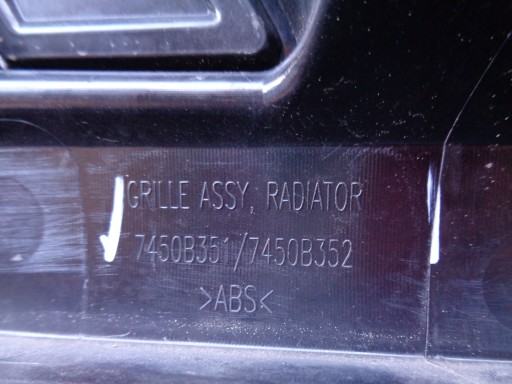 GRILLE ASSY, RADIATOR
7450B351/7450B352
>ABS<